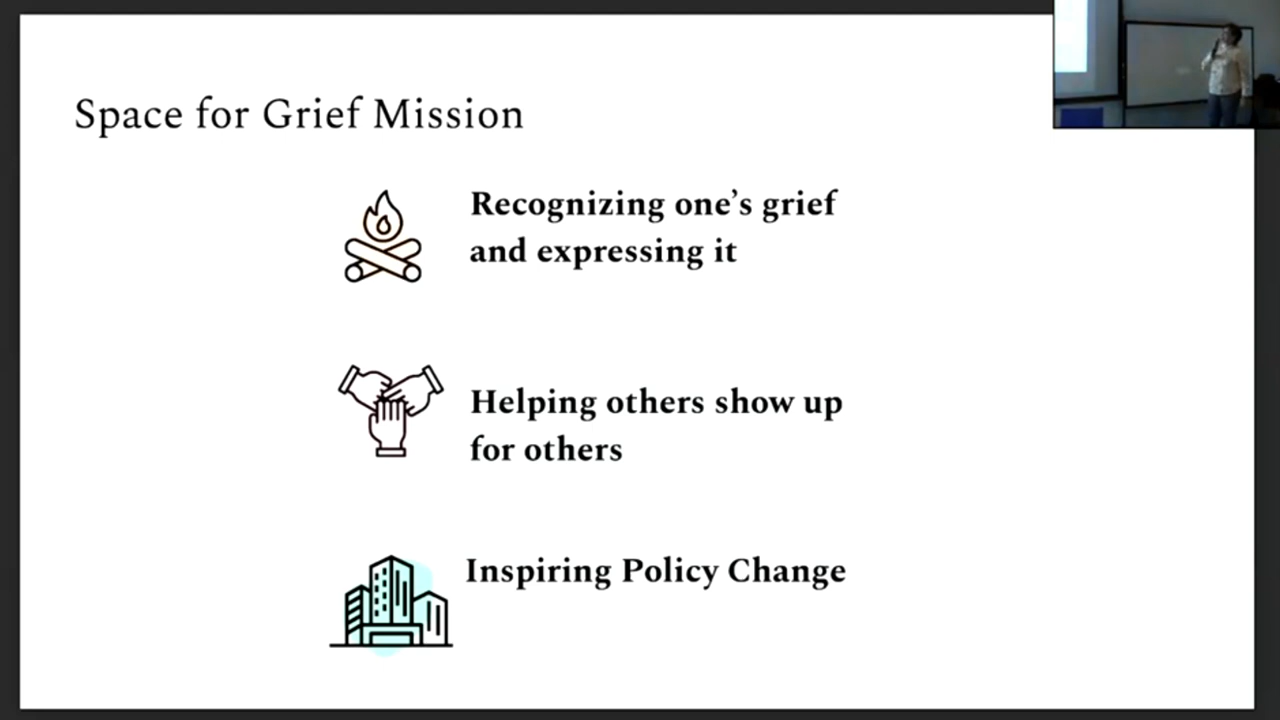 Space for Grief Mission
Recognizing one’s grief
and expressing it
Helping others show up
for others
Inspiring Policy Change